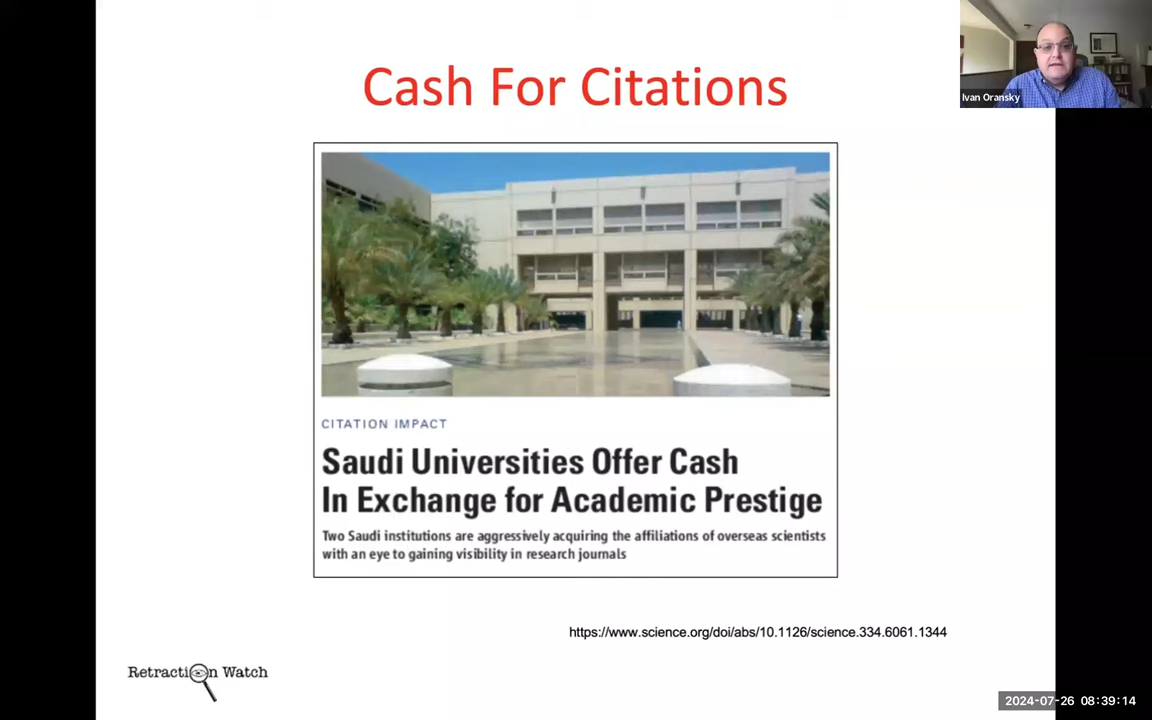 Cash For Citations
Ivan Oransky
CITATION IMPACT
Saudi Universities Offer Cash
In Exchange for Academic Prestige
Two Saudi institutions are aggressively acquiring the affiliations of overseas scientists
with an eye to gaining visibility in research journals
https://www.science.org/doi/abs/10.1126/science.334.6061.1344
Retraction Watch
2024-07-26 08:39:14